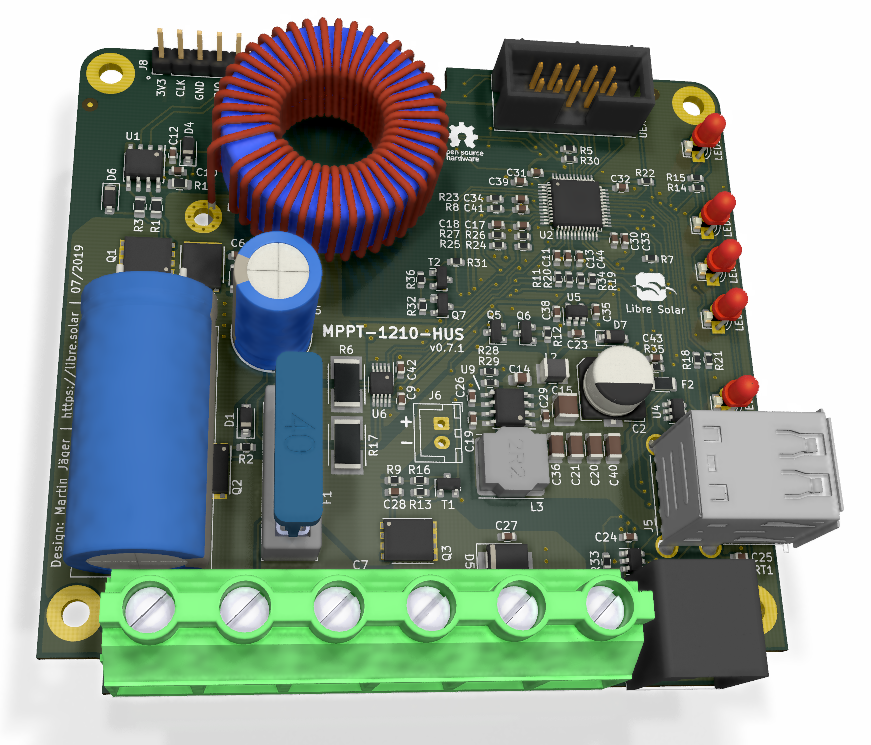 J8
3V3
CLK
GND
U1
C12
D4
D6
R3
R1
Q1
C6
open source
hardware
R5
R30
C31
C39
C32
R22
R15
R14
R23
C34
R8
C41
U2
C18
C17
R27
R26
R25
R24
C30
C33
R7
T2
R31
R36
R32
Q7
C11
C13
C44
R11
R20
R34
R19
Libre Solar
MPPT-1210-HUS
v0.7.1
Q5
Q6
C38
U5
C35
R12
C23
D7
R28
R29
C43
R35
R18
R21
F2
R6
C42
U6
C9
J6
+
−
C26
C19
U9
C14
C29
C2
U4
D1
R2
Q2
40
F1
R17
R9
R16
C28
R13
T1
2R2
L3
C36
C21
C20
C40
J5
Q3
C7
D5
C27
C24
R33
C25
RT1
Design: Martin Jäger | https://libre.solar | 07/2019